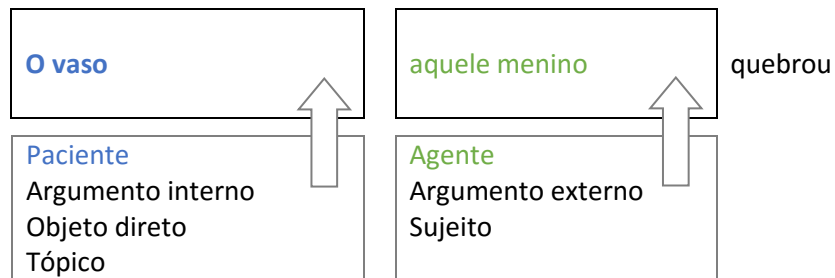 O vaso aquele menino quebrou
Paciente
Argumento interno
Objeto direto
Tópico
Agente
Argumento externo
Sujeito